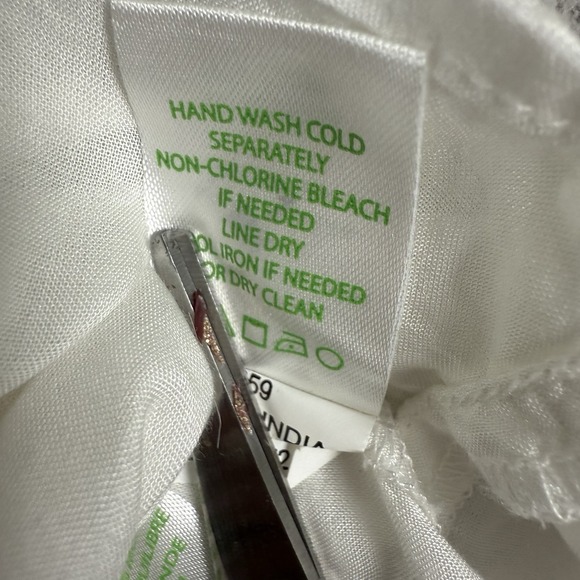 HAND WASH COLD
SEPARATELY
NON-CHLORINE BLEACH
IF NEEDED
LINE DRY
IRON IF NEEDED
OR DRY CLEAN
59